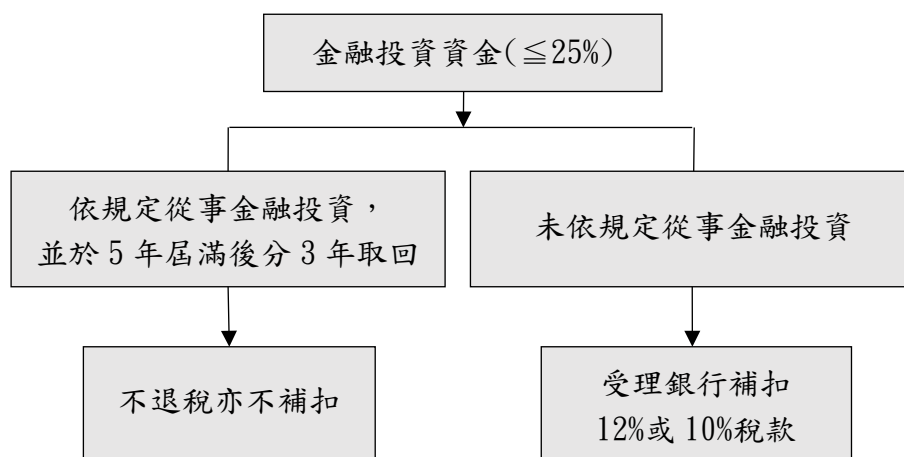 金融投資資金(≦25%)
依規定從事金融投資，
並於 5 年屆滿後分 3 年取回
未依規定從事金融投資
不退稅亦不補扣
受理銀行補扣
12%或 10%稅款